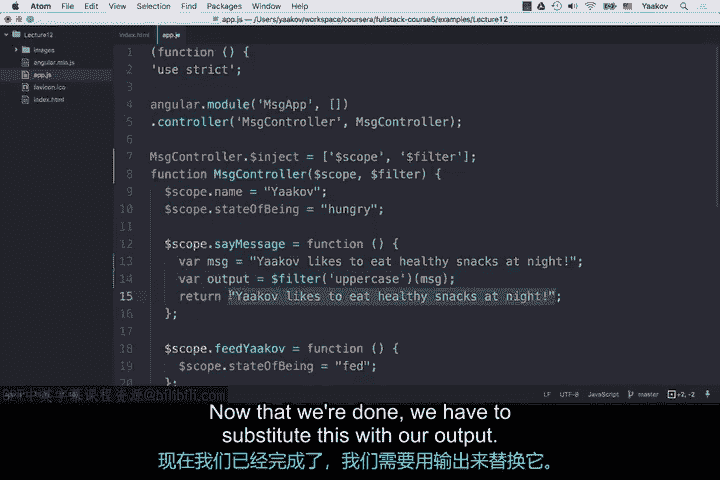 Atom File Edit View Selection Find Packages Window Help
Yaakov
app.js — /Users/yaakov/workspace/coursera/fullstack-course5/examples/Lecture12
Lecture12
index.html
app.js
images
angular.min.js
app.js
favicon.ico
index.html
1 (function () {
2 'use strict';
3
4 angular.module('MsgApp', [])
5 .controller('MsgController', MsgController);
6
7 MsgController.$inject = ['$scope', '$filter'];
8 function MsgController($scope, $filter) {
9 $scope.name = "Yaakov";
10 $scope.stateOfBeing = "hungry";
11
12 $scope.sayMessage = function () {
13 var msg = "Yaakov likes to eat healthy snacks at night!";
14 var output = $filter('uppercase')(msg);
15 return "Yaakov likes to eat healthy snacks at night!";
16 };
17
18 $scope.feedYaakov = function () {
19 $scope.stateOfBeing = "fed";
20 };
LF UTF-8 JavaScript master +2, -2
Now that we're done, we have to
substitute this with our output.
现在我们已经完成了，我们需要用输出来替换它。